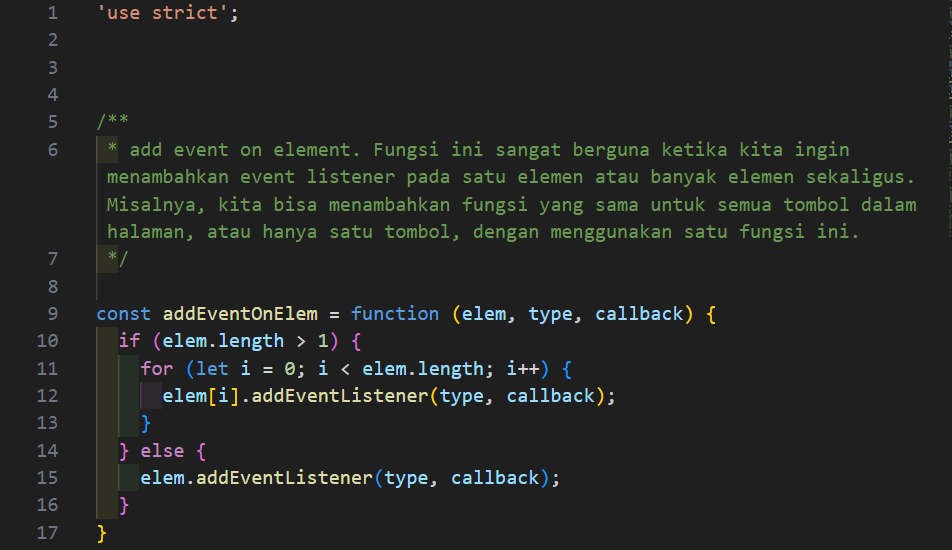 1 'use strict';
2
3
4
5 /**
6 * add event on element. Fungsi ini sangat berguna ketika kita ingin
menambahkan event listener pada satu elemen atau banyak elemen sekaligus.
Misalnya, kita bisa menambahkan fungsi yang sama untuk semua tombol dalam
halaman, atau hanya satu tombol, dengan menggunakan satu fungsi ini.
7 */
8
9 const addEventOnElem = function (elem, type, callback) {
10 if (elem.length > 1) {
11 for (let i = 0; i < elem.length; i++) {
12 elem[i].addEventListener(type, callback);
13 }
14 } else {
15 elem.addEventListener(type, callback);
16 }
17 }